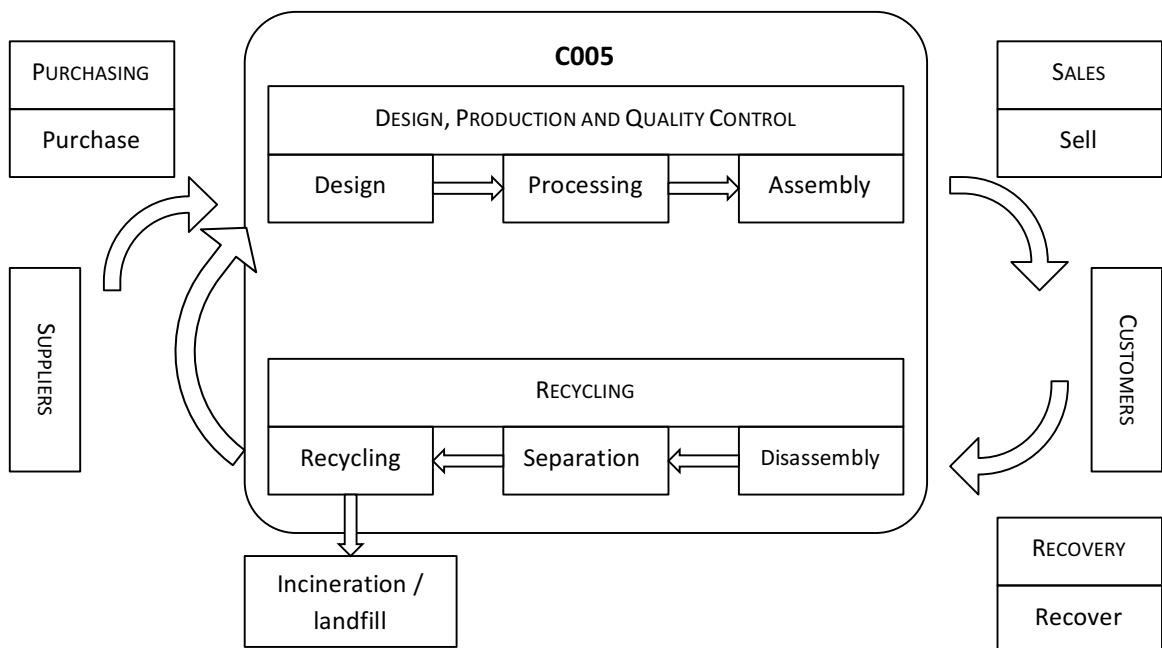 C005
PURCHASING
Purchase
SALES
Sell
DESIGN, PRODUCTION AND QUALITY CONTROL
Design
Processing
Assembly
SUPPLIERS
CUSTOMERS
RECYCLING
Recycling
Separation
Disassembly
Incineration /
landfill
RECOVERY
Recover